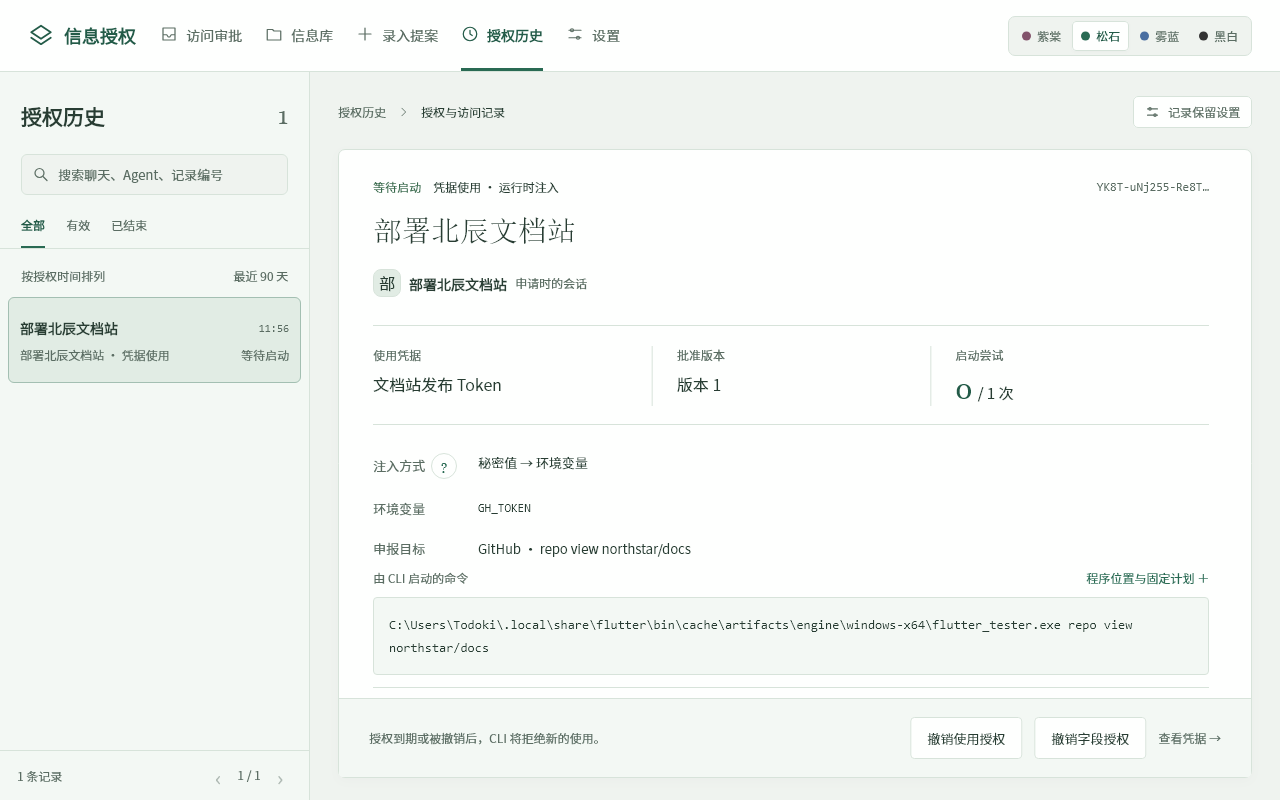 信息授权
访问审批
信息库
录入提案
授权历史
设置
紫棠
松石
雾蓝
黑白
授权历史
1
搜索聊天、Agent、记录编号
全部
有效
已结束
按授权时间排列
最近 90 天
部署北辰文档站
11:56
部署北辰文档站 · 凭据使用
等待启动
1 条记录
‹ 1 / 1 ›
授权历史 > 授权与访问记录
记录保留设置
等待启动 凭据使用 · 运行时注入
YK8T-uNj255-Re8T…
部署北辰文档站
部 部署北辰文档站 申请时的会话
使用凭据
文档站发布 Token
批准版本
版本 1
启动尝试
0 / 1 次
注入方式 ? 秘密值 → 环境变量
环境变量 GH_TOKEN
申报目标 GitHub · repo view northstar/docs
由 CLI 启动的命令
程序位置与固定计划 +
C:\Users\Todoki\.local\share\flutter\bin\cache\artifacts\engine\windows-x64\flutter_tester.exe repo view
northstar/docs
授权到期或被撤销后，CLI 将拒绝新的使用。
撤销使用授权
撤销字段授权
查看凭据 →